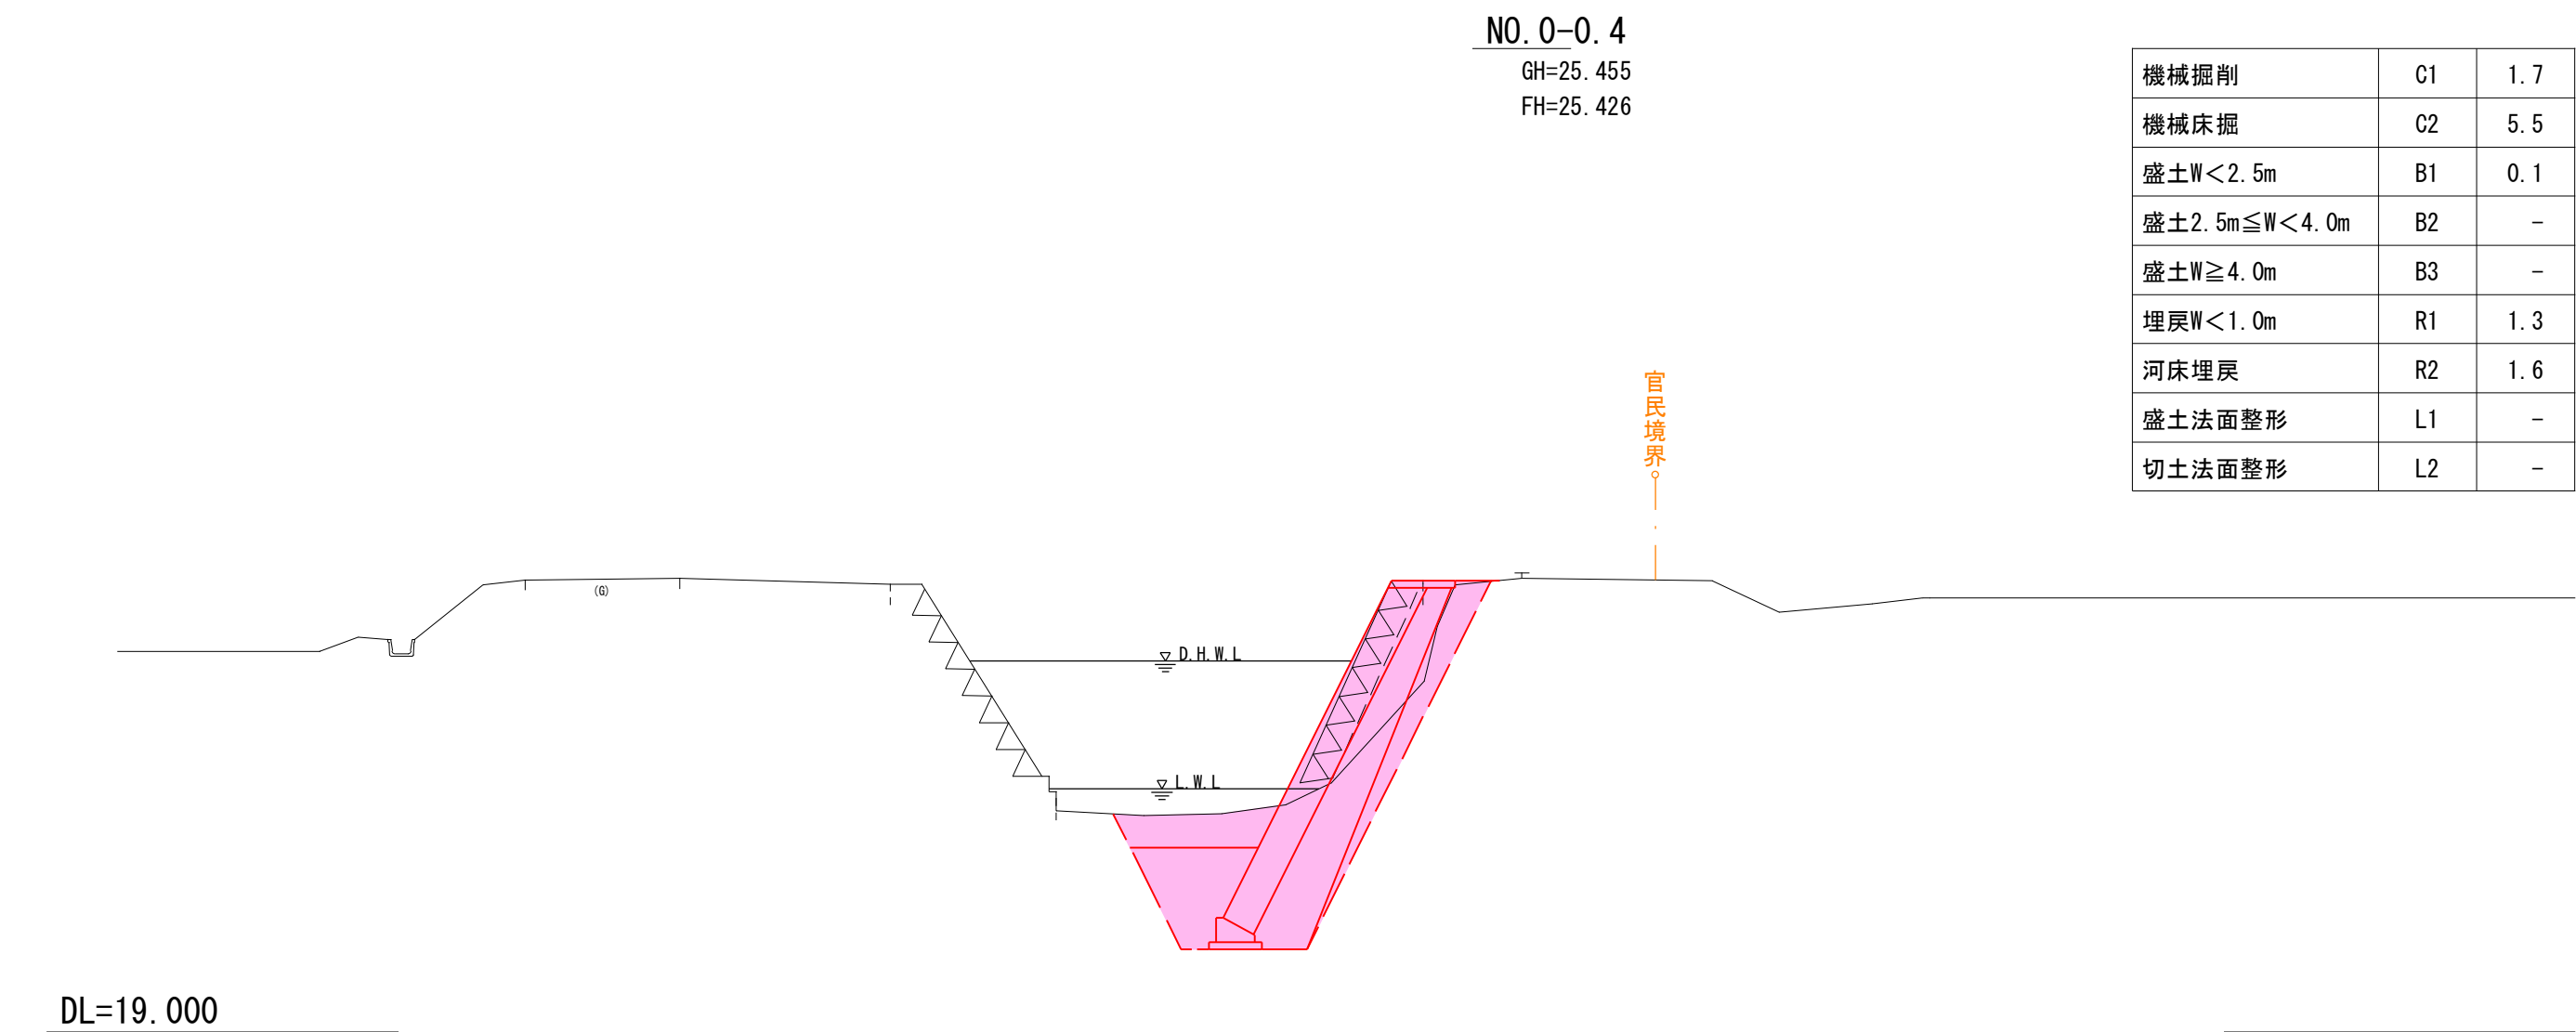 NO.0-0.4
GH=25.455
FH=25.426
機械掘削 C1 1.7
機械床掘 C2 5.5
盛土W＜2.5m B1 0.1
盛土2.5m≦W＜4.0m B2 -
盛土W≧4.0m B3 -
埋戻W＜1.0m R1 1.3
河床埋戻 R2 1.6
盛土法面整形 L1 -
切土法面整形 L2 -
官民境界
(G)
D.H.W.L
L.W.L
DL=19.000